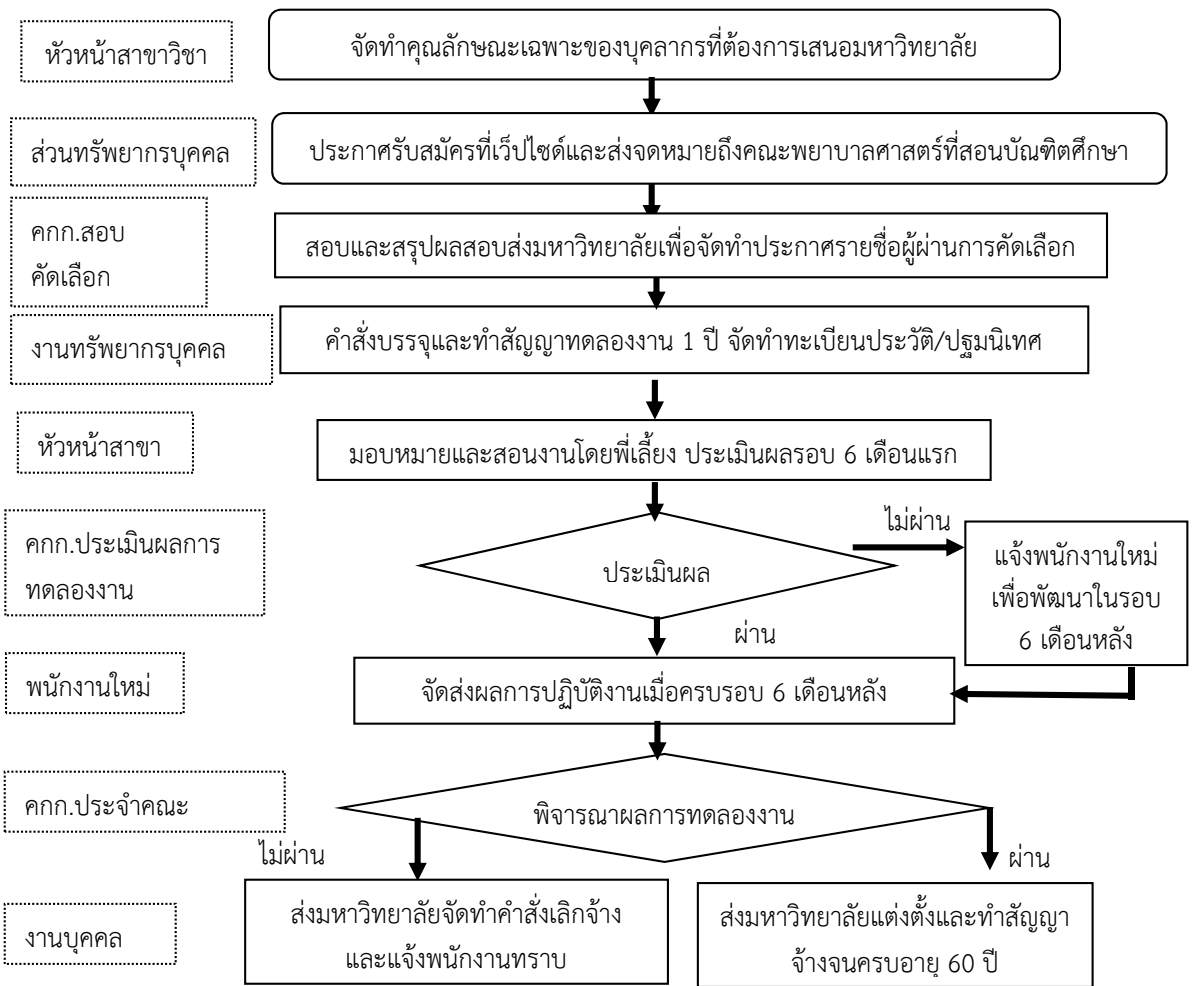 หัวหน้าสาขาวิชา
จัดทำคุณลักษณะเฉพาะของบุคลากรที่ต้องการเสนอมหาวิทยาลัย
ส่วนทรัพยากรบุคคล
ประกาศรับสมัครที่เว็ปไซด์และส่งจดหมายถึงคณะพยาบาลศาสตร์ที่สอนบัณฑิตศึกษา
คกก.สอบ
คัดเลือก
สอบและสรุปผลสอบส่งมหาวิทยาลัยเพื่อจัดทำประกาศรายชื่อผู้ผ่านการคัดเลือก
งานทรัพยากรบุคคล
คำสั่งบรรจุและทำสัญญาทดลองงาน 1 ปี จัดทำทะเบียนประวัติ/ปฐมนิเทศ
หัวหน้าสาขา
มอบหมายและสอนงานโดยพี่เลี้ยง ประเมินผลรอบ 6 เดือนแรก
คกก.ประเมินผลการ
ทดลองงาน
ประเมินผล
ไม่ผ่าน
แจ้งพนักงานใหม่
เพื่อพัฒนาในรอบ
6 เดือนหลัง
ผ่าน
พนักงานใหม่
จัดส่งผลการปฏิบัติงานเมื่อครบรอบ 6 เดือนหลัง
คกก.ประจำคณะ
พิจารณาผลการทดลองงาน
ไม่ผ่าน
ผ่าน
งานบุคคล
ส่งมหาวิทยาลัยจัดทำคำสั่งเลิกจ้าง
และแจ้งพนักงานทราบ
ส่งมหาวิทยาลัยแต่งตั้งและทำสัญญา
จ้างจนครบอายุ 60 ปี